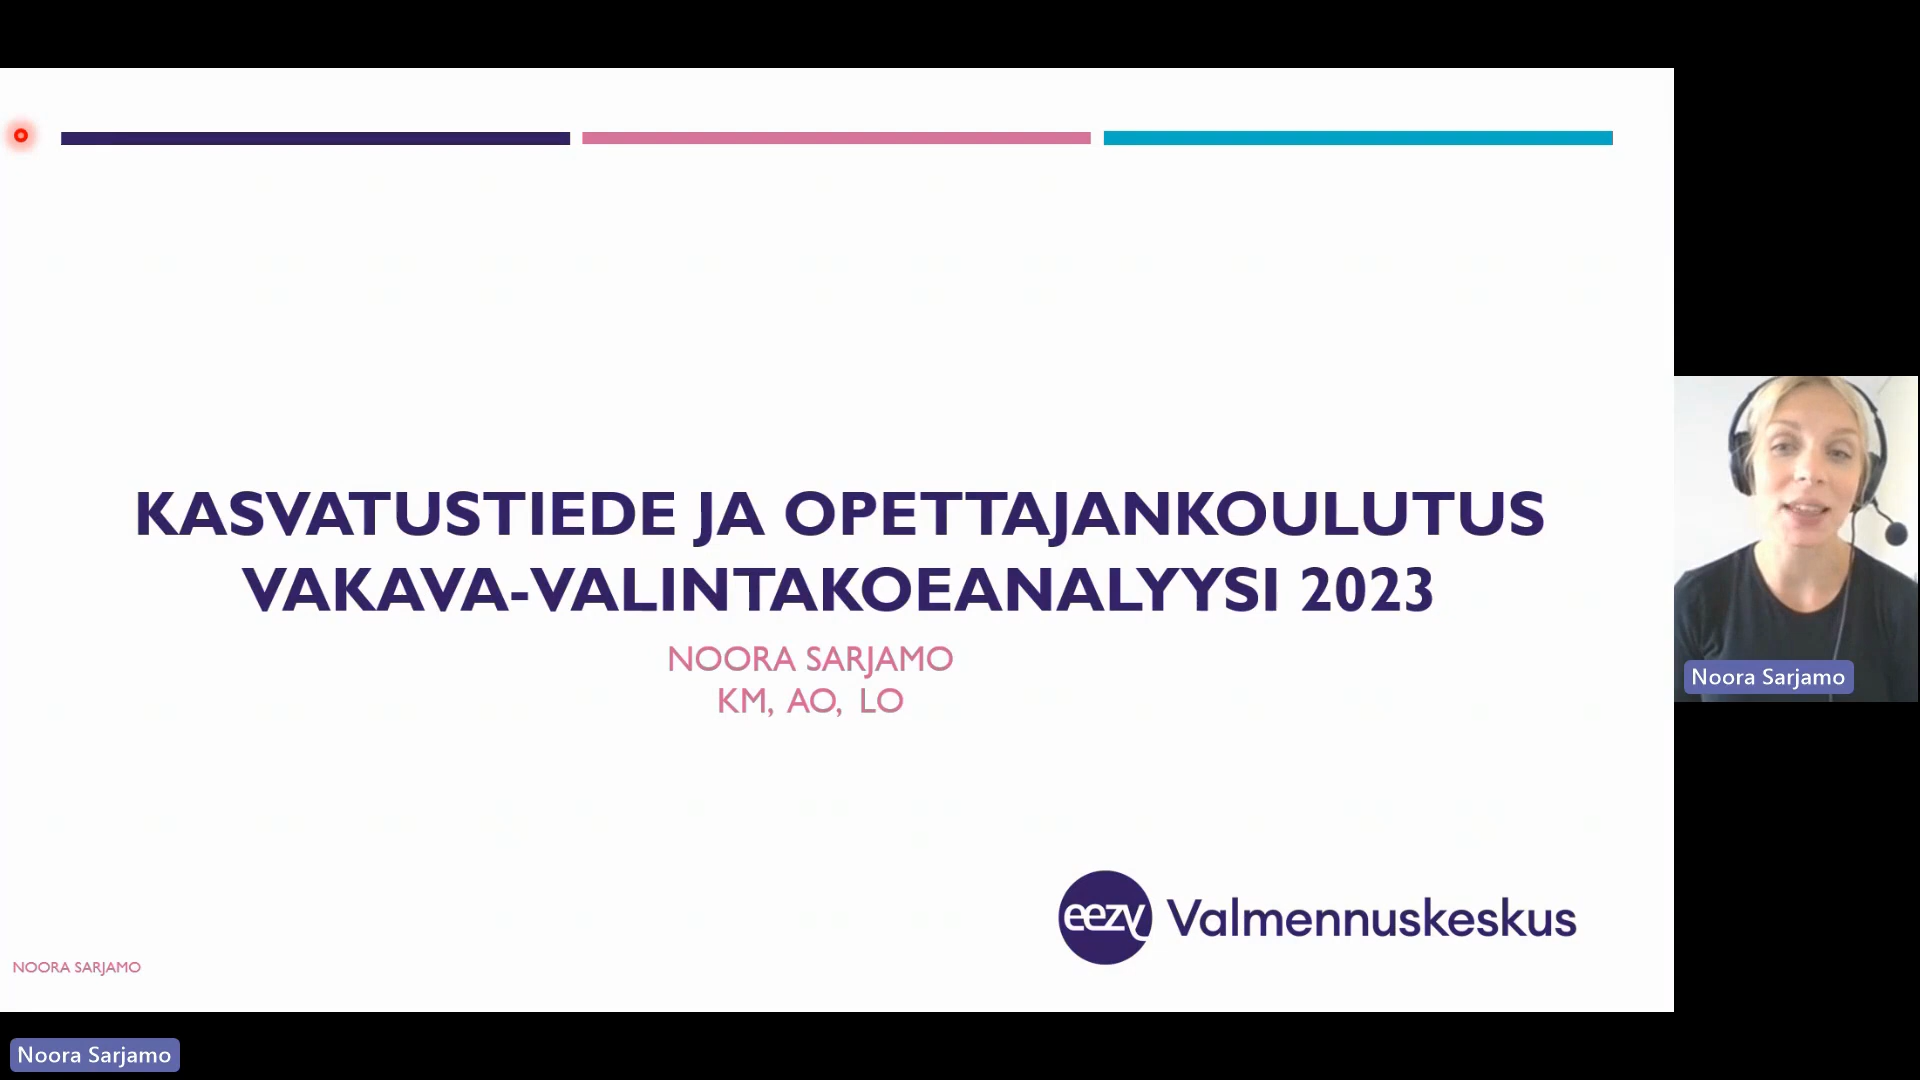 KASVATUSTIEDE JA OPETTAJANKOULUTUS
VAKAVA-VALINTAKOEANALYYSI 2023
NOORA SARJAMO
KM, AO, LO
eezy Valmennuskeskus
NOORA SARJAMO
Noora Sarjamo
Noora Sarjamo